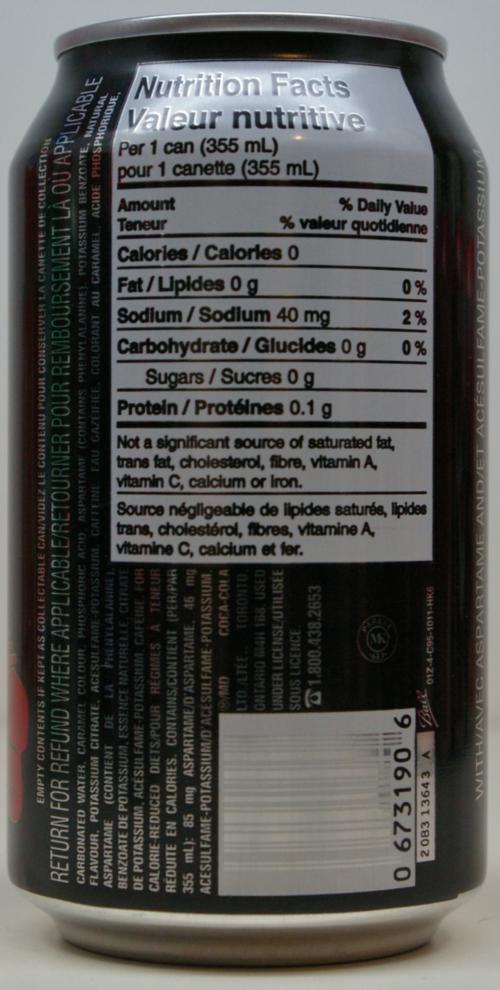 Nutrition Facts
Valeur nutritive
Per 1 can (355 mL)
pour 1 canette (355 mL)
Amount % Daily Value
Teneur % valeur quotidienne
Calories / Calories 0
Fat / Lipides 0 g 0 %
Sodium / Sodium 40 mg 2 %
Carbohydrate / Glucides 0 g 0 %
Sugars / Sucres 0 g
Protein / Protéines 0.1 g
Not a significant source of saturated fat,
trans fat, cholesterol, fibre, vitamin A,
vitamin C, calcium or iron.
Source négligeable de lipides saturés, lipides
trans, cholestérol, fibres, vitamine A,
vitamine C, calcium et fer.
EMPTY CONTENTS IF KEPT AS COLLECTABLE CAN/VIDEZ LE CONTENU POUR CONSERVER LA CANETTE DE COLLECTION
RETURN FOR REFUND WHERE APPLICABLE/RETOURNER POUR REMBOURSEMENT LÀ OÙ APPLICABLE
CARBONATED WATER, CARAMEL COLOUR, PHOSPHORIC ACID, ASPARTAME (CONTAINS PHENYLALANINE), POTASSIUM BENZOATE, NATURAL
FLAVOUR, POTASSIUM CITRATE, ACESULFAME-POTASSIUM, CAFFEINE EAU GAZÉIFIÉE, COLORANT AU CARAMEL, ACIDE PHOSPHORIQUE,
ASPARTAME (CONTIENT DE LA PHÉNYLALANINE),
BENZOATE DE POTASSIUM, ESSENCE NATURELLE, CITRATE
DE POTASSIUM, ACÉSULFAME-POTASSIUM, CAFÉINE. FOR
CALORIE-REDUCED DIETS/POUR RÉGIMES À TENEUR
RÉDUITE EN CALORIES. CONTAINS/CONTIENT (PER/PAR
355 mL): 85 mg ASPARTAME/D'ASPARTAME, 46 mg
ACESULFAME-POTASSIUM/D'ACÉSULFAME-POTASSIUM.
®/MD COCA-COLA
LTD./LTÉE., TORONTO,
ONTARIO M4H 1B8, USED
UNDER LICENSE/UTILISÉE
SOUS LICENCE
☎ 1.800.438.2653
MK
Ball
01Z-4-C95-1011-HK6
0 6731906
2083 13643 A
WITH/AVEC ASPARTAME AND/ET ACÉSULFAME-POTASSIUM